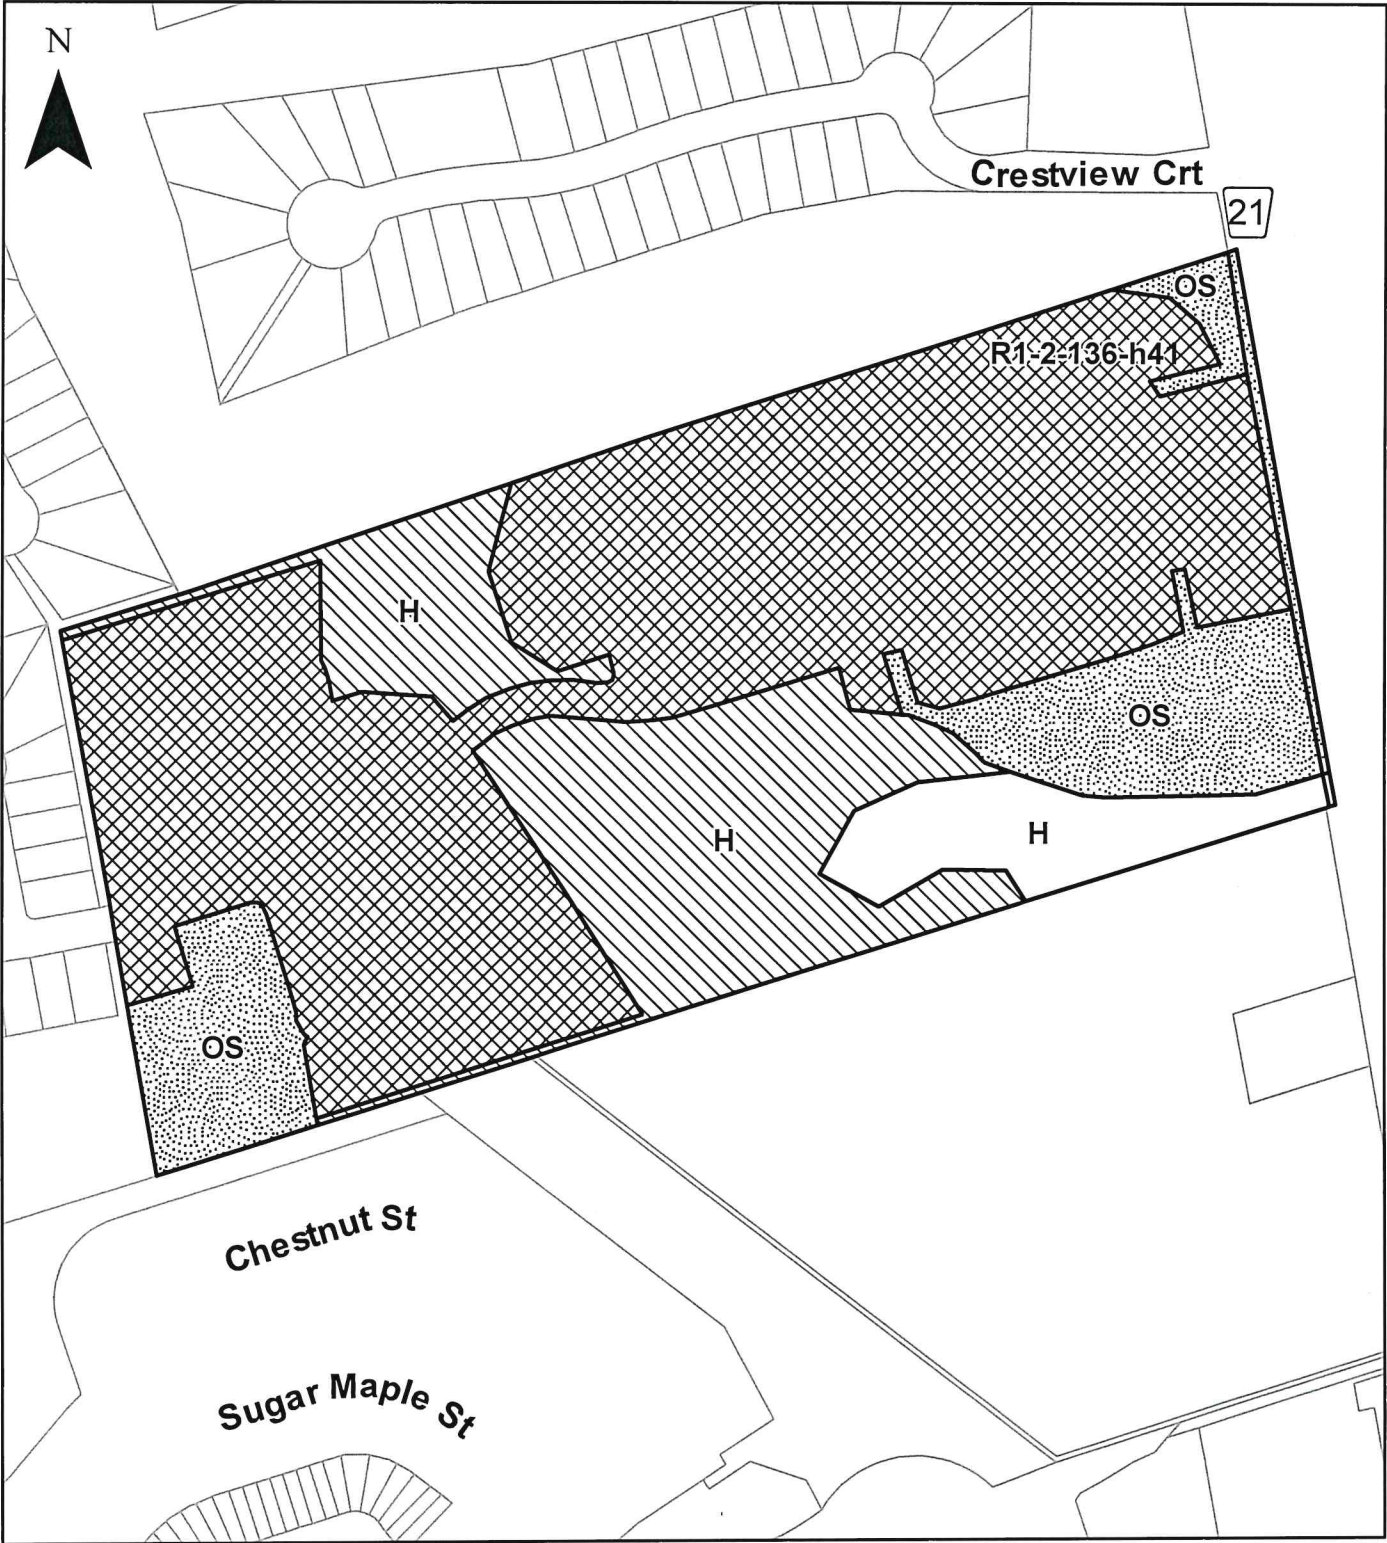 N
Crestview Crt
21
OS
R1-2-136-h41
H
OS
H
H
OS
Chestnut St
Sugar Maple St